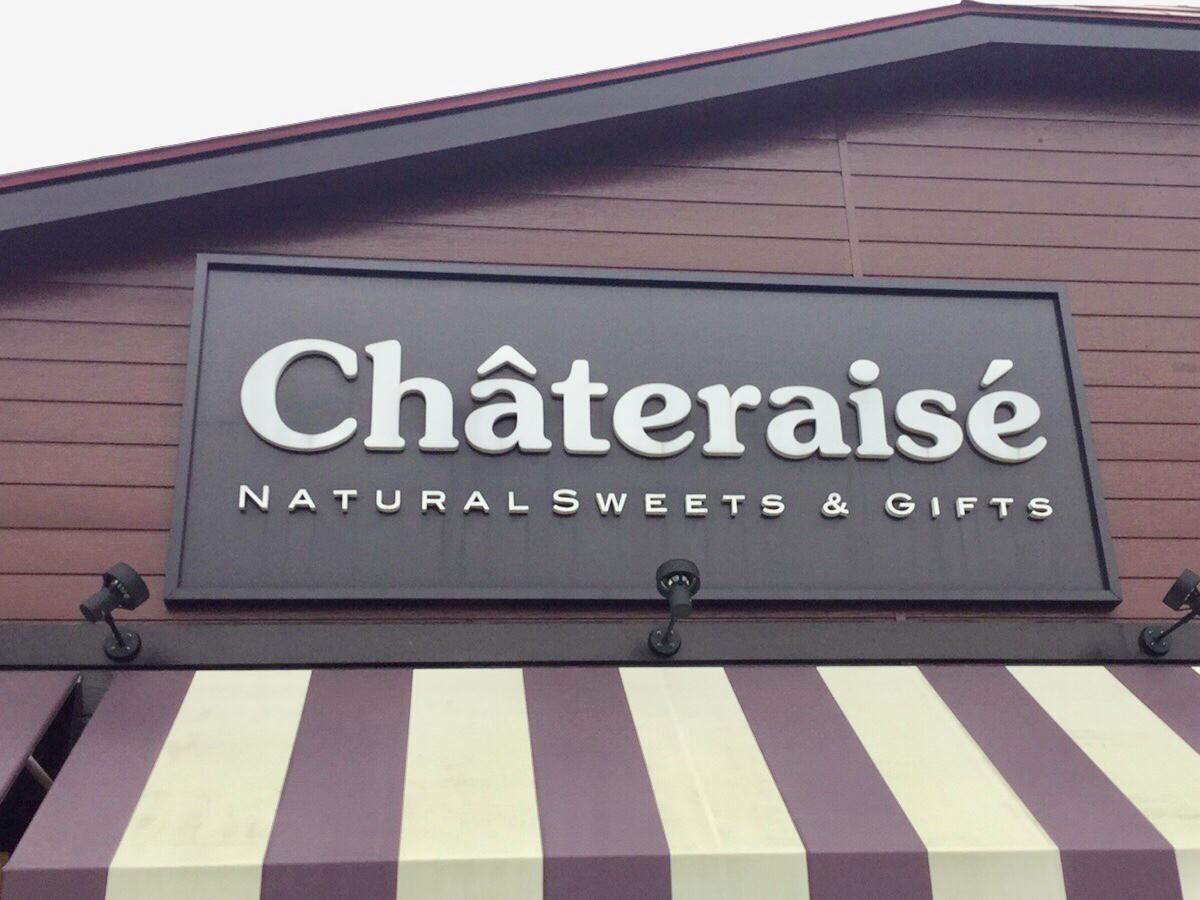 Châteraisé
NATURAL SWEETS & GIFTS